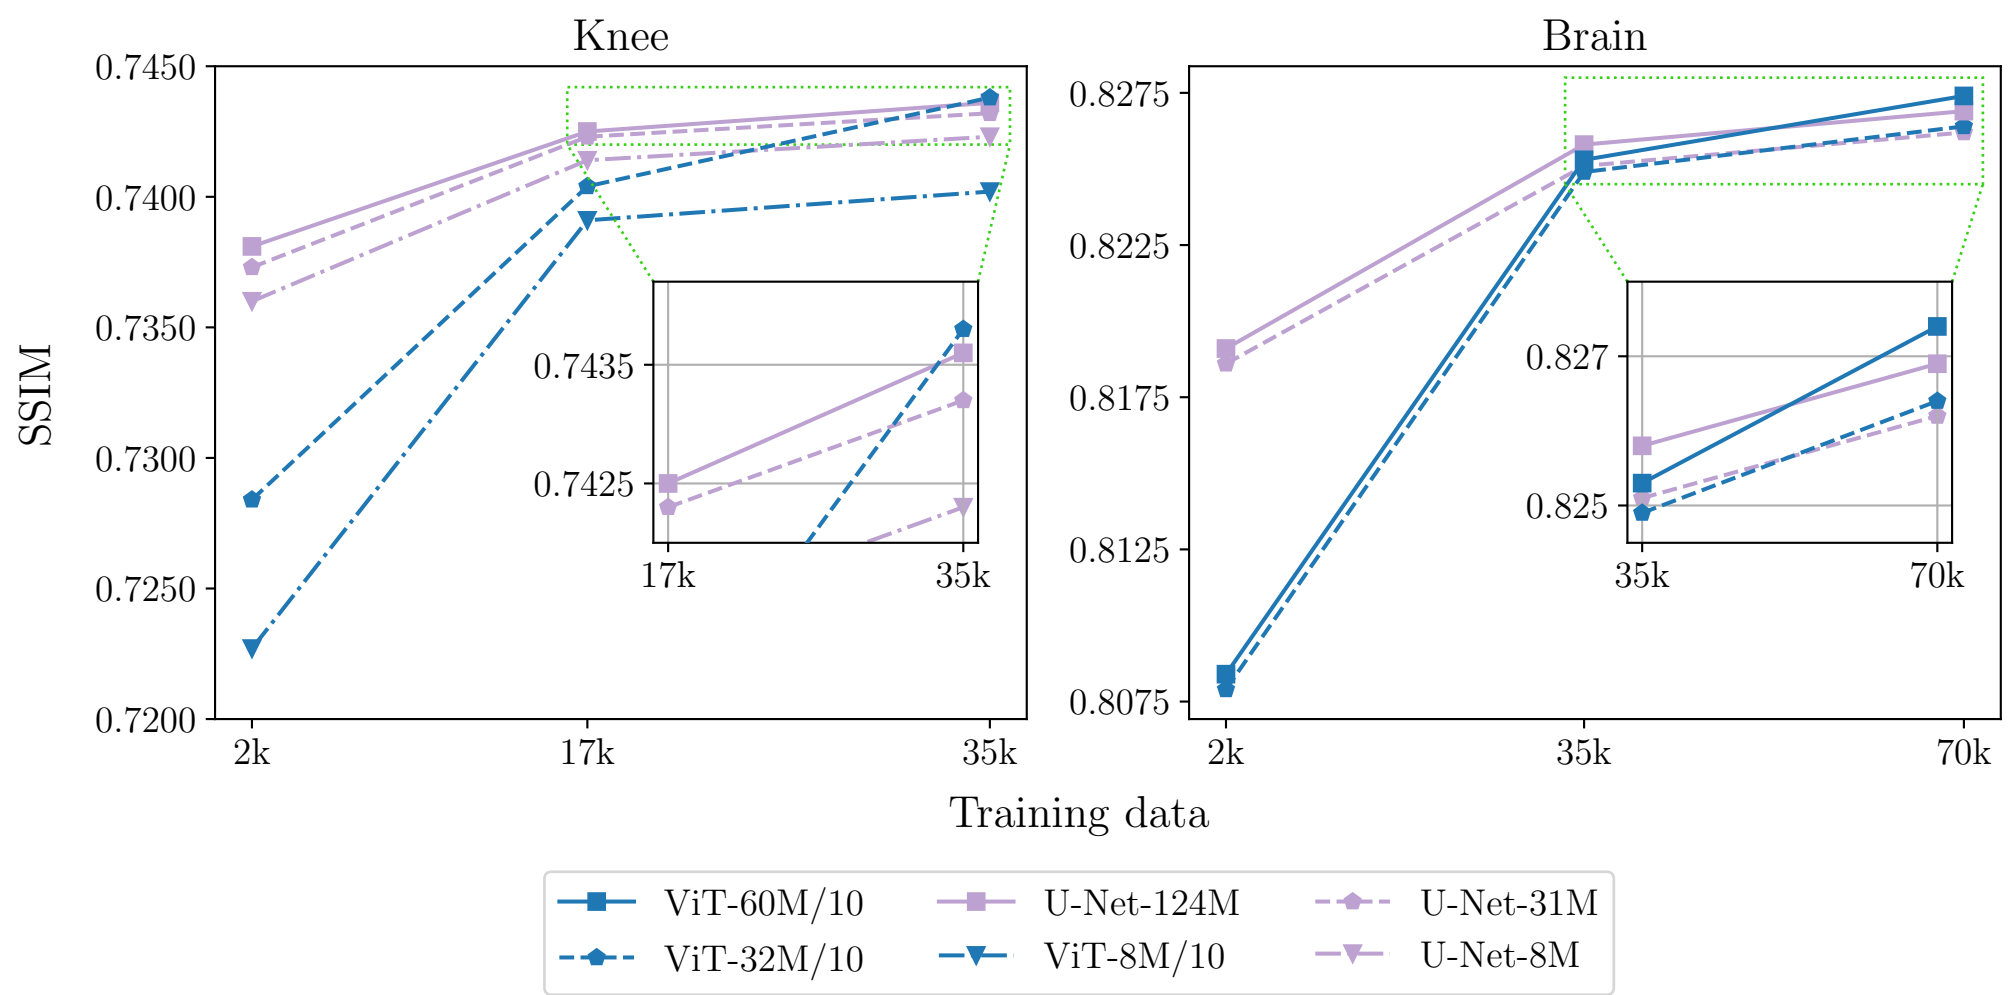 Knee
Brain
SSIM
0.7450
0.7400
0.7350
0.7300
0.7250
0.7200
2k
17k
35k
0.7435
0.7425
17k
35k
0.8275
0.8225
0.8175
0.8125
0.8075
2k
35k
70k
0.827
0.825
35k
70k
Training data
ViT-60M/10
U-Net-124M
U-Net-31M
ViT-32M/10
ViT-8M/10
U-Net-8M